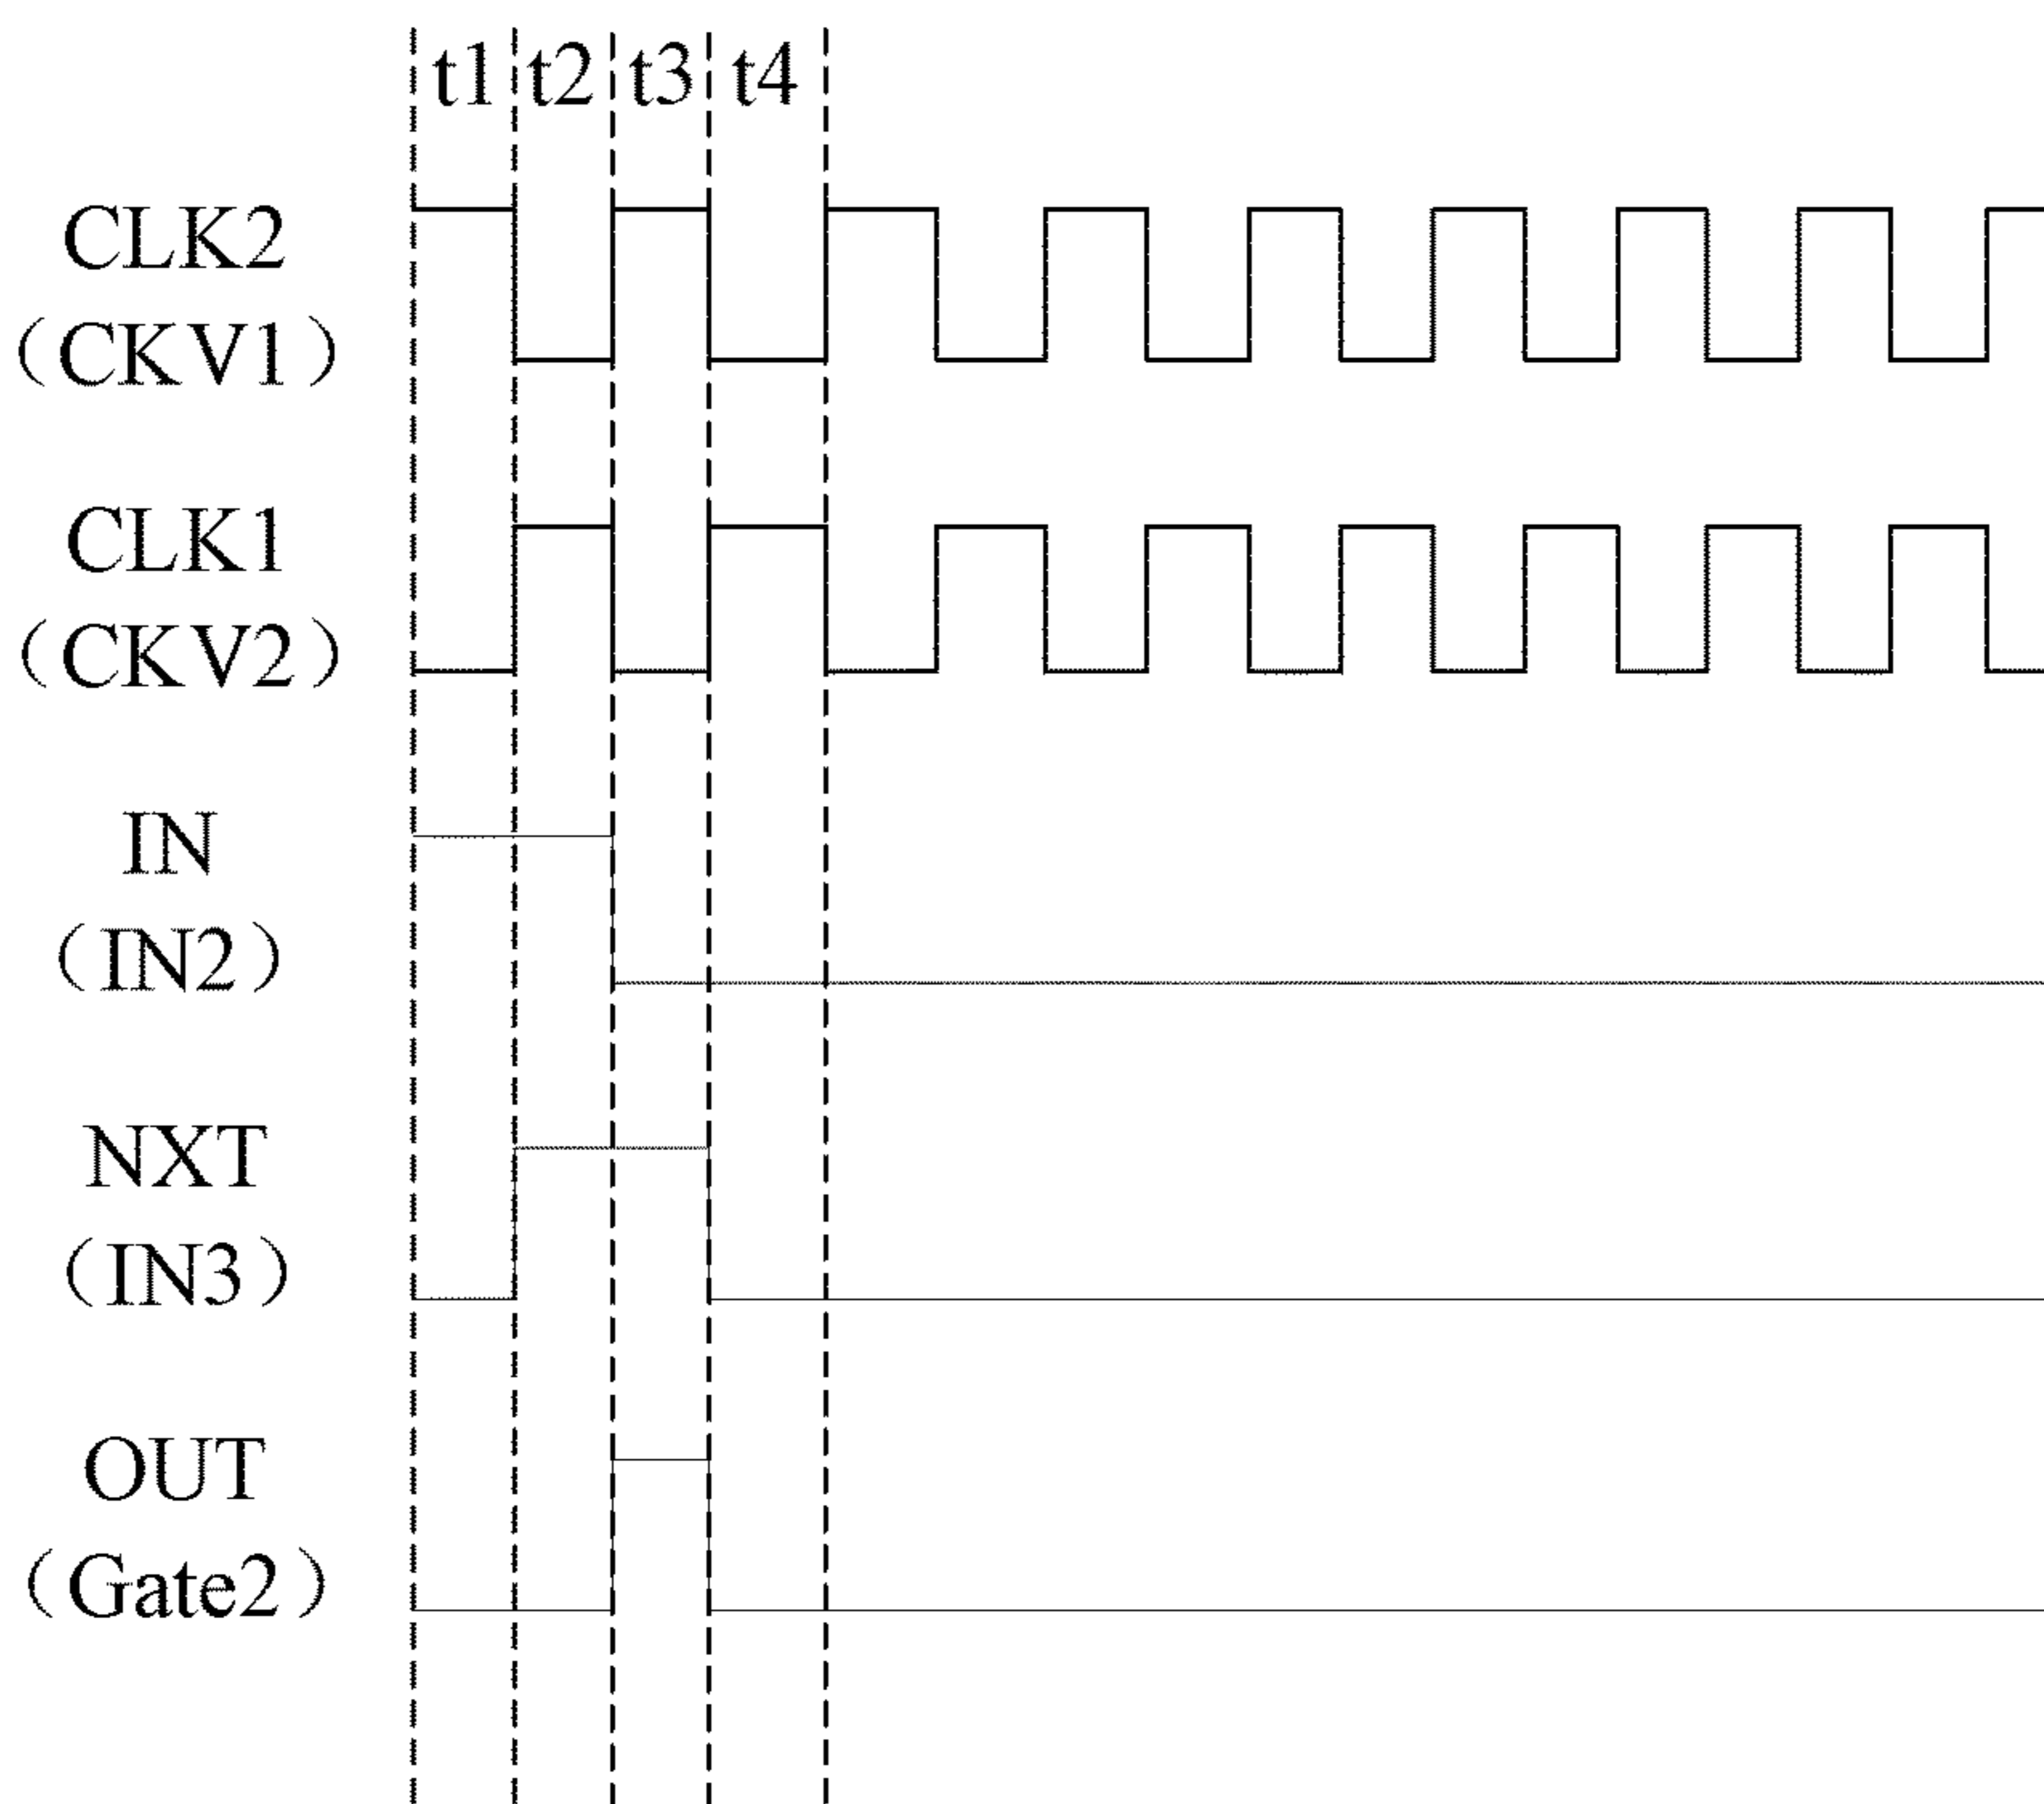 t1 t2 t3 t4
CLK2
（CKV1）
CLK1
（CKV2）
IN
（IN2）
NXT
（IN3）
OUT
（Gate2）